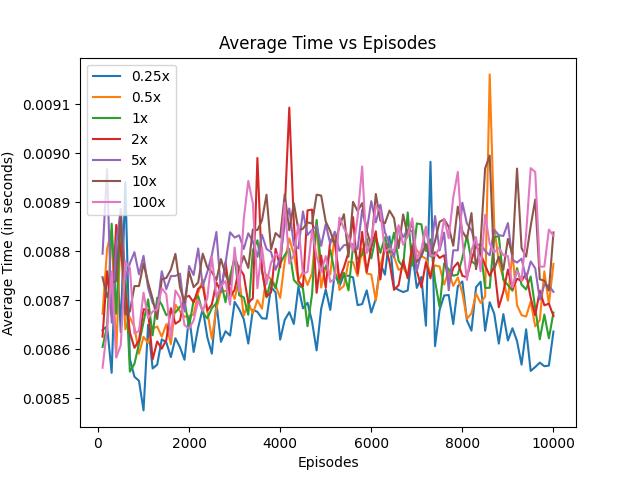 Average Time vs Episodes
Average Time (in seconds)
0.0091
0.0090
0.0089
0.0088
0.0087
0.0086
0.0085
0.25x
0.5x
1x
2x
5x
10x
100x
0
2000
4000
6000
8000
10000
Episodes